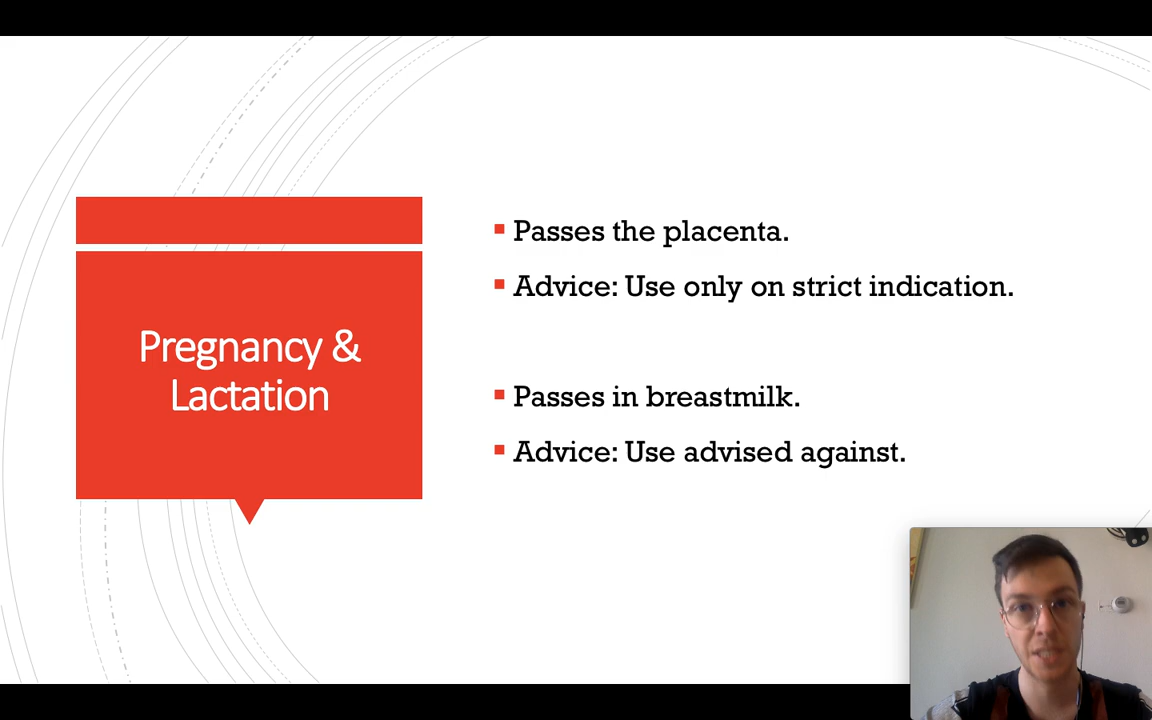 Pregnancy &
Lactation
Passes the placenta.
Advice: Use only on strict indication.
Passes in breastmilk.
Advice: Use advised against.